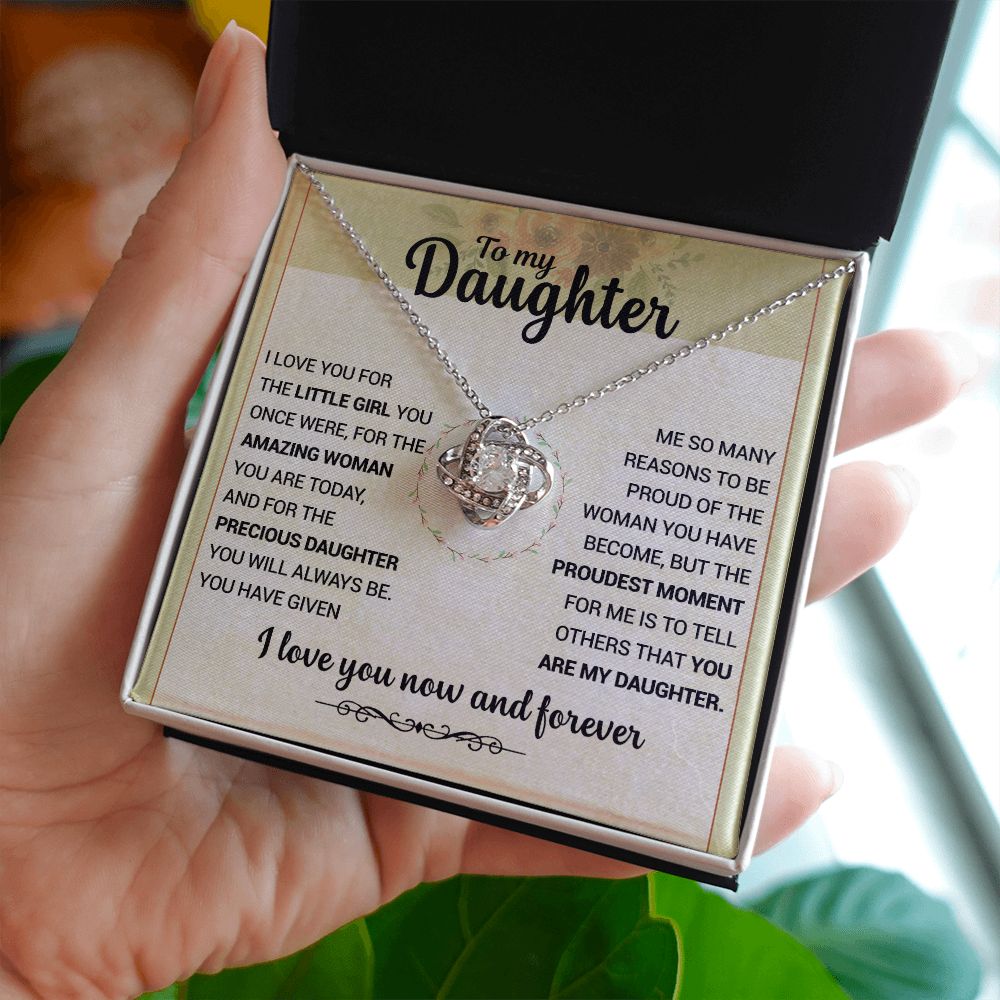 To my
Daughter
I LOVE YOU FOR
THE LITTLE GIRL YOU
ONCE WERE, FOR THE
AMAZING WOMAN
YOU ARE TODAY,
AND FOR THE
PRECIOUS DAUGHTER
YOU WILL ALWAYS BE.
YOU HAVE GIVEN
ME SO MANY
REASONS TO BE
PROUD OF THE
WOMAN YOU HAVE
BECOME, BUT THE
PROUDEST MOMENT
FOR ME IS TO TELL
OTHERS THAT YOU
ARE MY DAUGHTER.
I love you now and forever